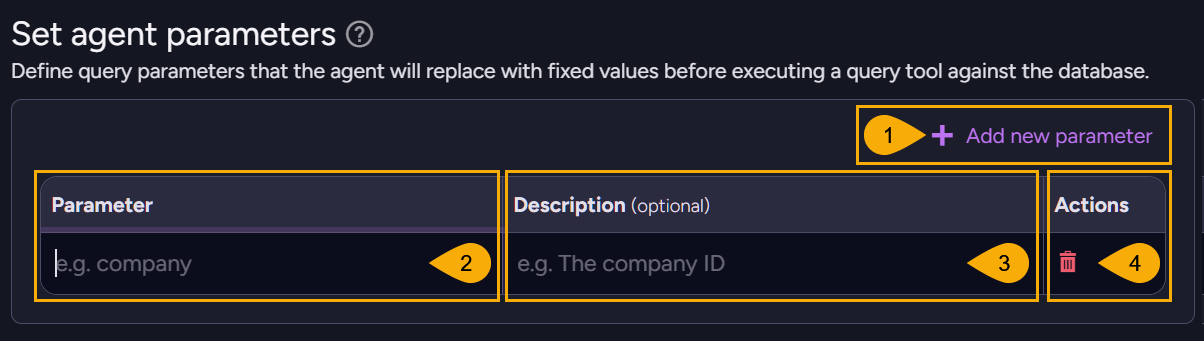 Set agent parameters ?
Define query parameters that the agent will replace with fixed values before executing a query tool against the database.
1 + Add new parameter
Parameter Description (optional) Actions
e.g. company 2 e.g. The company ID 3 4